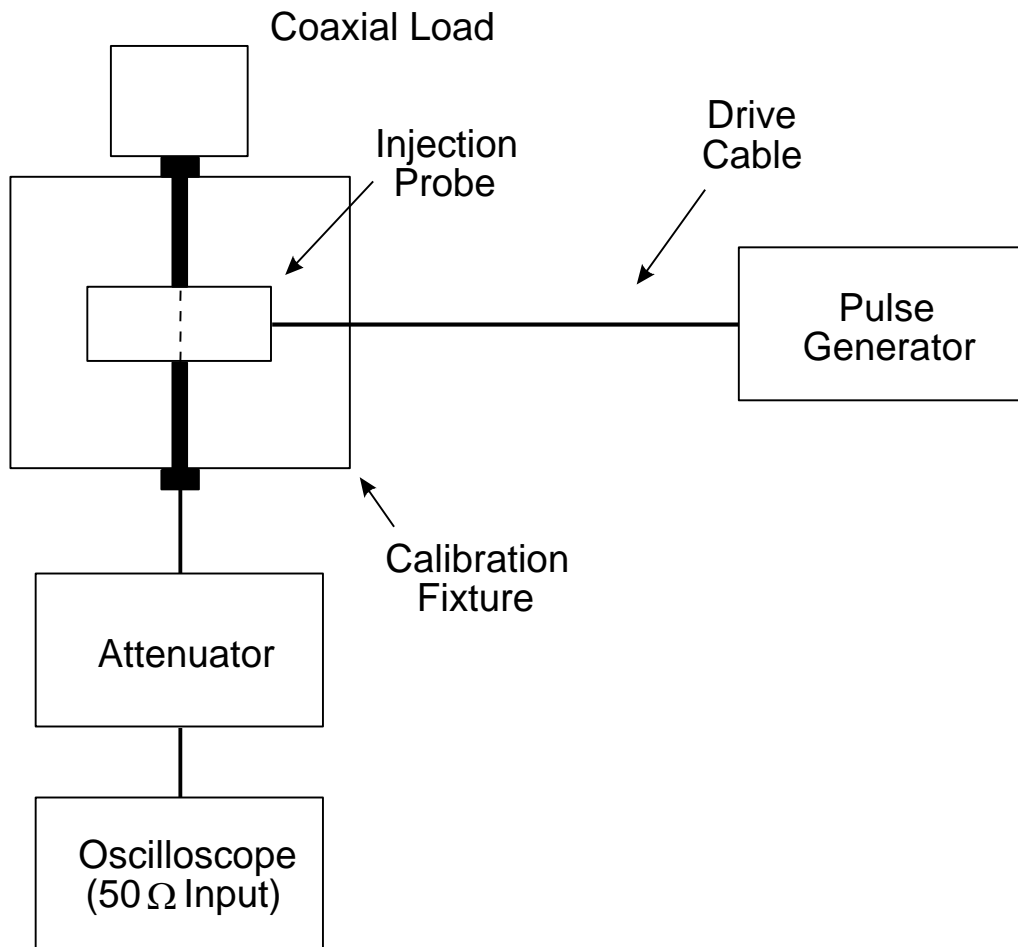 Coaxial Load
Injection
Probe
Drive
Cable
Pulse
Generator
Calibration
Fixture
Attenuator
Oscilloscope
(50 Ω Input)